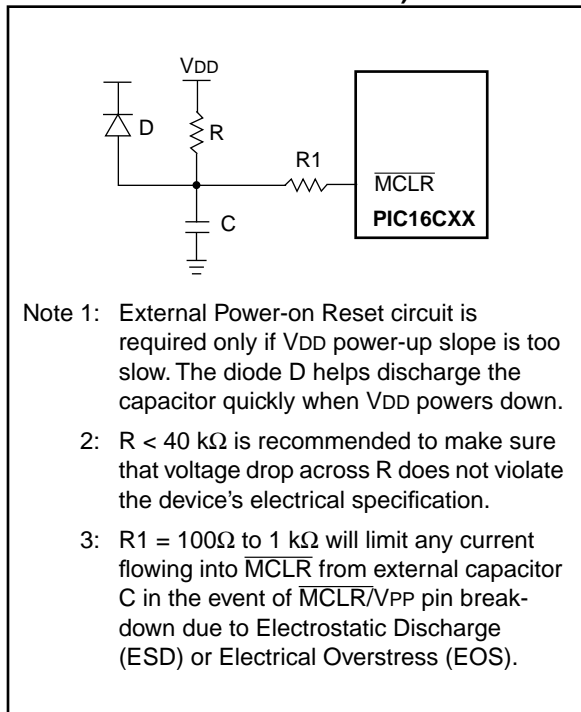 VDD
D
R
R1
MCLR
PIC16CXX
C
Note 1: External Power-on Reset circuit is
required only if VDD power-up slope is too
slow. The diode D helps discharge the
capacitor quickly when VDD powers down.
2: R < 40 kΩ is recommended to make sure
that voltage drop across R does not violate
the device's electrical specification.
3: R1 = 100Ω to 1 kΩ will limit any current
flowing into MCLR from external capacitor
C in the event of MCLR/VPP pin break-
down due to Electrostatic Discharge
(ESD) or Electrical Overstress (EOS).